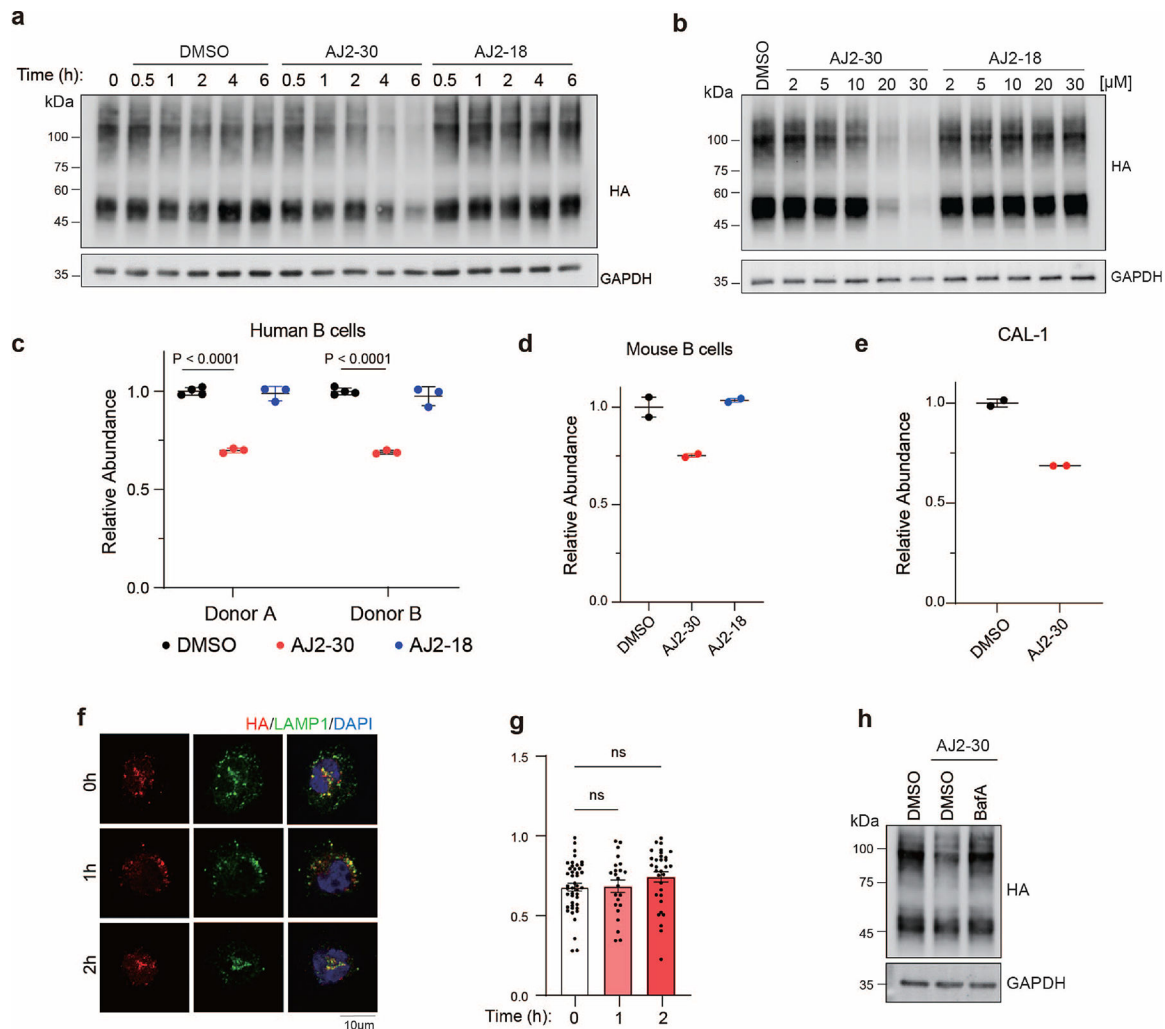 a
DMSO AJ2-30 AJ2-18
Time (h): 0 0.5 1 2 4 6 0.5 1 2 4 6 0.5 1 2 4 6
kDa
100
75
60
45
HA
35
GAPDH
b
DMSO AJ2-30 AJ2-18
2 5 10 20 30 2 5 10 20 30 [µM]
kDa
100
75
60
45
HA
35
GAPDH
c
Human B cells
P < 0.0001 P < 0.0001
Relative Abundance
1.0
0.5
0.0
Donor A Donor B
DMSO AJ2-30 AJ2-18
d
Mouse B cells
Relative Abundance
1.0
0.5
0.0
DMSO AJ2-30 AJ2-18
e
CAL-1
Relative Abundance
1.0
0.5
0.0
DMSO AJ2-30
f
HA/LAMP1/DAPI
0h
1h
2h
10um
g
1.5
1.0
0.5
0.0
ns
ns
Time (h): 0 1 2
h
AJ2-30
DMSO DMSO BafA
kDa
100
75
45
HA
35
GAPDH